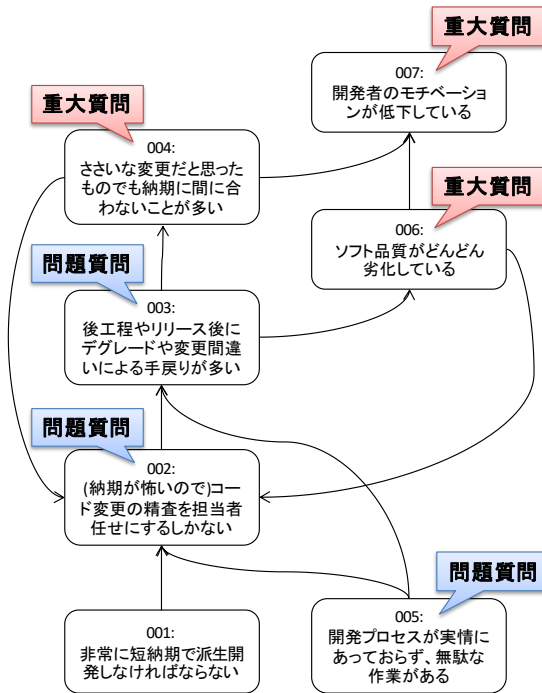 重大質問
007:
開発者のモチベーショ
ンが低下している
重大質問
004:
ささいな変更だと思った
ものでも納期に間に合
わないことが多い
重大質問
006:
ソフト品質がどんどん
劣化している
問題質問
003:
後工程やリリース後に
デグレードや変更間違
いによる手戻りが多い
問題質問
002:
(納期が怖いので)コー
ド変更の精査を担当者
任せにするしかない
001:
非常に短納期で派生開
発しなければならない
問題質問
005:
開発プロセスが実情に
あっておらず、無駄な
作業がある